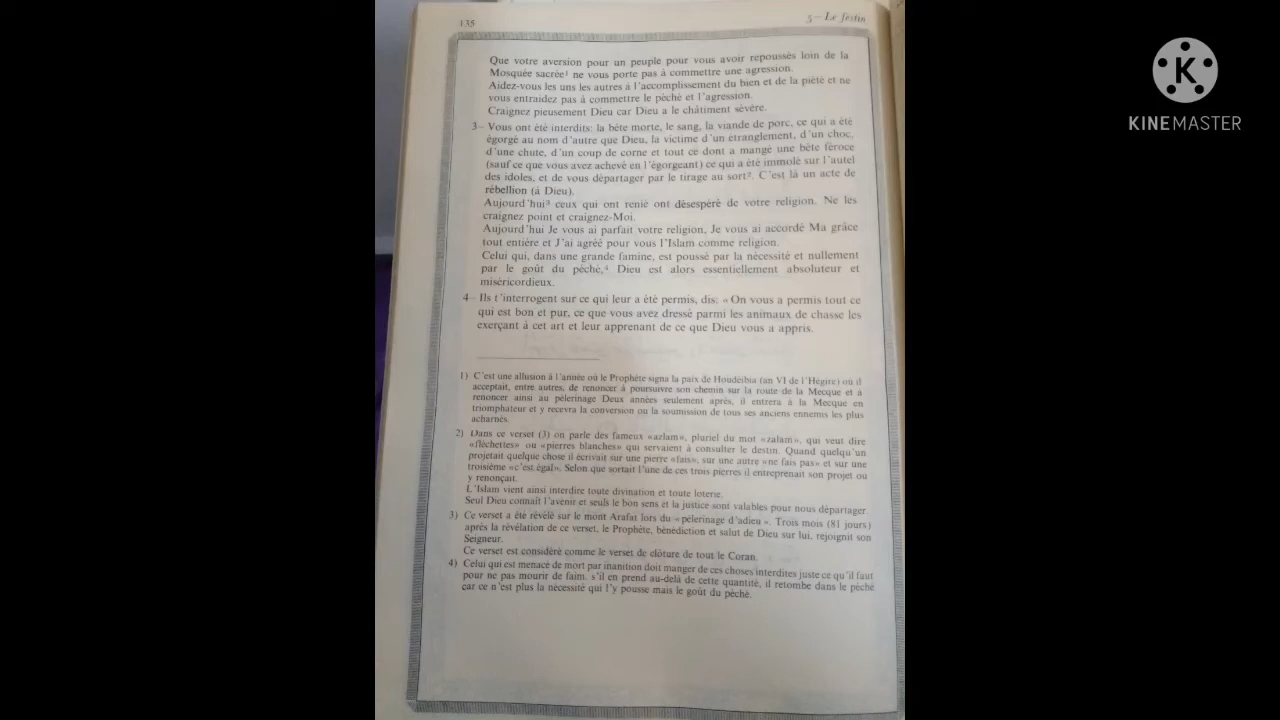 135
5 — Le festin
Que votre aversion pour un peuple pour vous avoir repoussés loin de la
Mosquée sacrée¹ ne vous porte pas à commettre une agression.
Aidez-vous les uns les autres à l'accomplissement du bien et de la piété et ne
vous entraidez pas à commettre le péché et l'agression.
Craignez pieusement Dieu car Dieu a le châtiment sévère.
3– Vous ont été interdits: la bête morte, le sang, la viande de porc, ce qui a été
égorgé au nom d'autre que Dieu, la victime d'un étranglement, d'un choc,
d'une chute, d'un coup de corne et tout ce dont a mangé une bête féroce
(sauf ce que vous avez achevé en l'égorgeant) ce qui a été immolé sur l'autel
des idoles, et de vous départager par le tirage au sort². C'est là un acte de
rébellion (à Dieu).
Aujourd'hui³ ceux qui ont renié ont désespéré de votre religion. Ne les
craignez point et craignez-Moi.
Aujourd'hui Je vous ai parfait votre religion, Je vous ai accordé Ma grâce
tout entière et J'ai agréé pour vous l'Islam comme religion.
Celui qui, dans une grande famine, est poussé par la nécessité et nullement
par le goût du péché,⁴ Dieu est alors essentiellement absoluteur et
miséricordieux.
4– Ils t'interrogent sur ce qui leur a été permis, dis: « On vous a permis tout ce
qui est bon et pur, ce que vous avez dressé parmi les animaux de chasse les
exerçant à cet art et leur apprenant de ce que Dieu vous a appris.
1) C'est une allusion à l'année où le Prophète signa la paix de Houdéibia (an VI de l'Hégire) où il
acceptait, entre autres, de renoncer à poursuivre son chemin sur la route de la Mecque et a
renoncer ainsi au pèlerinage Deux années seulement après, il entrera à la Mecque en
triomphateur et y recevra la conversion ou la soumission de tous ses anciens ennemis les plus
acharnés.
2) Dans ce verset (3) on parle des fameux «azlam», pluriel du mot «zalam», qui veut dire
«fléchettes» ou «pierres blanches» qui servaient à consulter le destin. Quand quelqu'un
projetait quelque chose il écrivait sur une pierre «fais», sur une autre «ne fais pas» et sur une
troisième «c'est égal». Selon que sortait l'une de ces trois pierres il entreprenait son projet ou
y renonçait.
L'Islam vient ainsi interdire toute divination et toute loterie.
Seul Dieu connaît l'avenir et seuls le bon sens et la justice sont valables pour nous départager.
3) Ce verset a été révélé sur le mont Arafat lors du «pèlerinage d'adieu». Trois mois (81 jours)
après la révélation de ce verset, le Prophète, bénédiction et salut de Dieu sur lui, rejoignit son
Seigneur.
Ce verset est considéré comme le verset de clôture de tout le Coran.
4) Celui qui est menacé de mort par inanition doit manger de ces choses interdites juste ce qu'il faut
pour ne pas mourir de faim. s'il en prend au-delà de cette quantité, il retombe dans le péché
car ce n'est plus la nécessité qui l'y pousse mais le goût du péché.
K
KINEMASTER